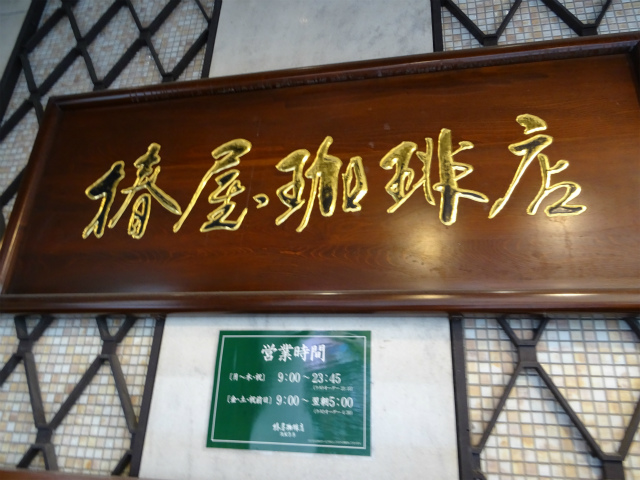 椿屋珈琲店
営業時間
〔月〜木・祝〕 9:00〜23:45
〔金・土・祝前日〕 9:00〜翌朝5:00
椿屋珈琲店